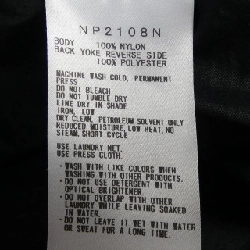 NP2108N
BODY 100% NYLON
BACK YOKE REVERSE SIDE
100% POLYESTER
MACHINE WASH COLD, PERMANENT
PRESS
DO NOT BLEACH
DO NOT TUMBLE DRY
LINE DRY IN SHADE
IRON, LOW
DRY CLEAN, PETROLEUM SOLVENT ONLY
REDUCED MOISTURE, LOW HEAT, NO
STEAM, SHORT CYCLE
USE LAUNDRY NET.
USE PRESS CLOTH.
- WASH WITH LIKE COLORS WHEN
WASHING WITH OTHER PRODUCTS.
- DO NOT USE DETERGENT WITH
OPTICAL BRIGHTENER.
- DO NOT OVERLAP WITH OTHER
LAUNDRY WHILE LEAVING SOAKED
IN WATER.
- DO NOT LEAVE IT WET WITH WATER
OR SWEAT FOR A LONG TIME.